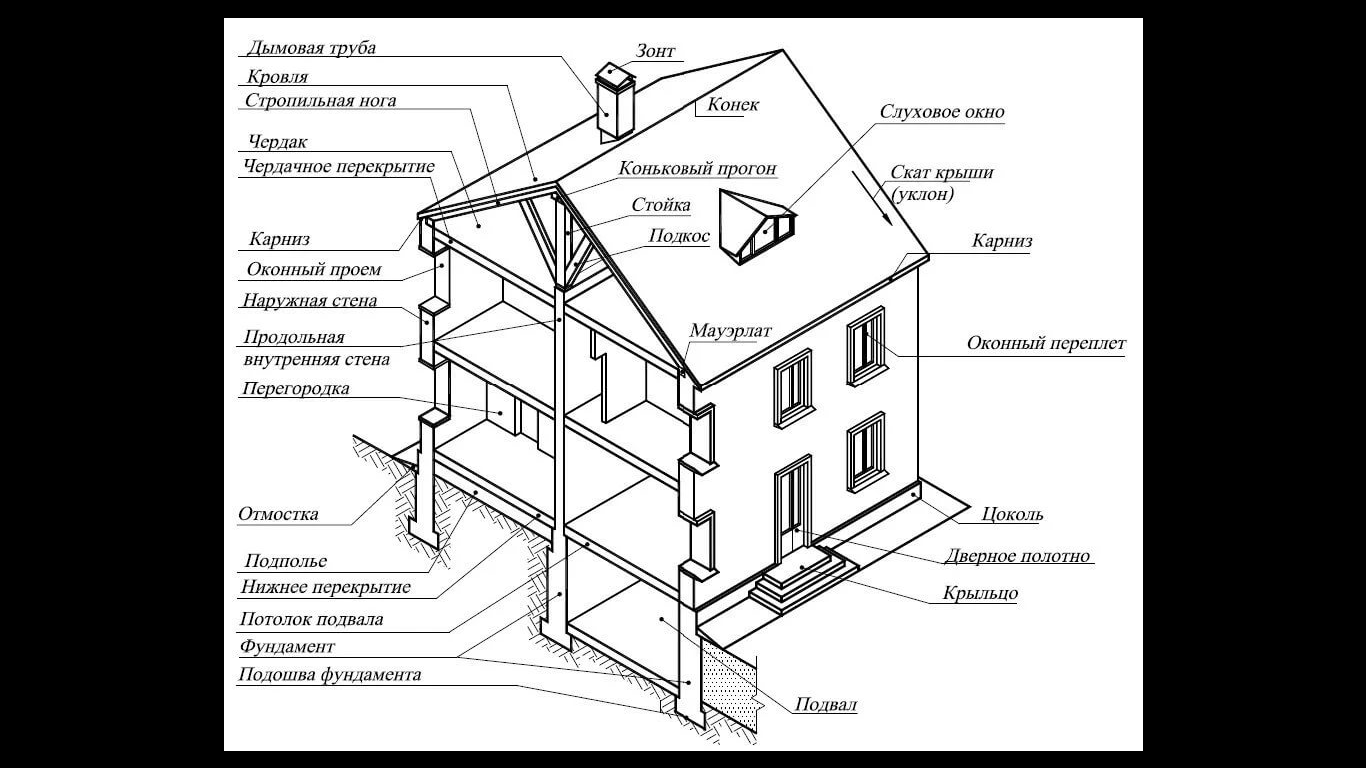 Дымовая труба
Кровля
Стропильная нога
Чердак
Чердачное перекрытие
Карниз
Оконный проем
Наружная стена
Продольная
внутренняя стена
Перегородка
Отмостка
Подполье
Нижнее перекрытие
Потолок подвала
Фундамент
Подошва фундамента
Зонт
Конек
Коньковый прогон
Стойка
Подкос
Мауэрлат
Слуховое окно
Скат крыши
(уклон)
Карниз
Оконный переплет
Цоколь
Дверное полотно
Крыльцо
Подвал